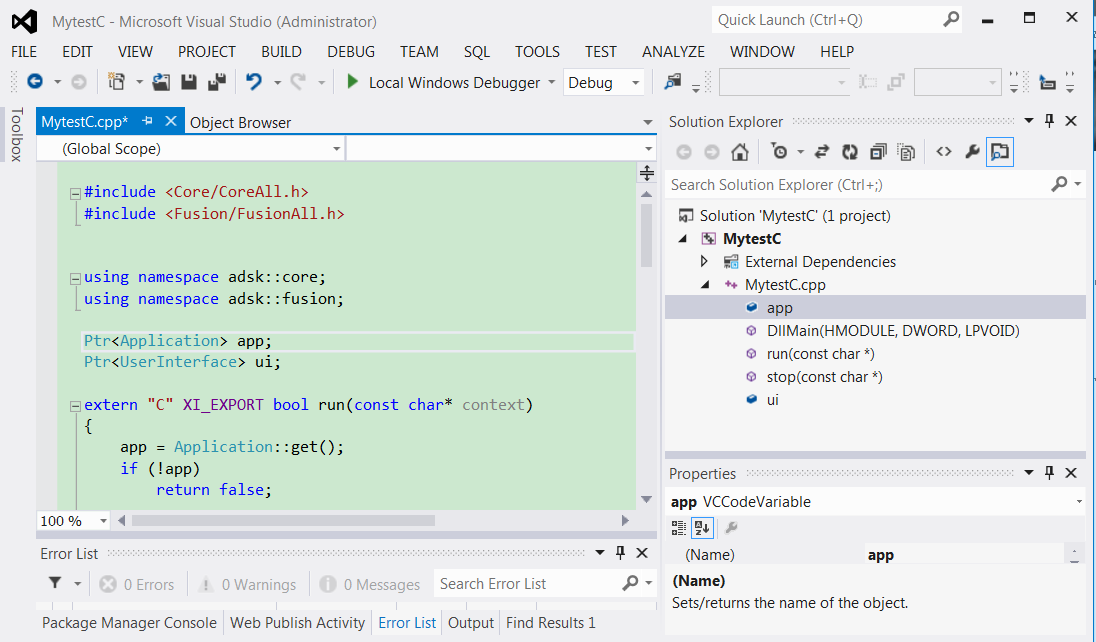 MytestC - Microsoft Visual Studio (Administrator)
Quick Launch (Ctrl+Q)
FILE EDIT VIEW PROJECT BUILD DEBUG TEAM SQL TOOLS TEST ANALYZE WINDOW HELP
Local Windows Debugger Debug
Toolbox
MytestC.cpp* Object Browser
(Global Scope)
#include <Core/CoreAll.h>
#include <Fusion/FusionAll.h>
using namespace adsk::core;
using namespace adsk::fusion;
Ptr<Application> app;
Ptr<UserInterface> ui;
extern "C" XI_EXPORT bool run(const char* context)
{
app = Application::get();
if (!app)
return false;
100 %
Error List
0 Errors 0 Warnings 0 Messages Search Error List
Package Manager Console Web Publish Activity Error List Output Find Results 1
Solution Explorer
Search Solution Explorer (Ctrl+;)
Solution 'MytestC' (1 project)
MytestC
External Dependencies
MytestC.cpp
app
DllMain(HMODULE, DWORD, LPVOID)
run(const char *)
stop(const char *)
ui
Properties
app VCCodeVariable
(Name) app
(Name)
Sets/returns the name of the object.